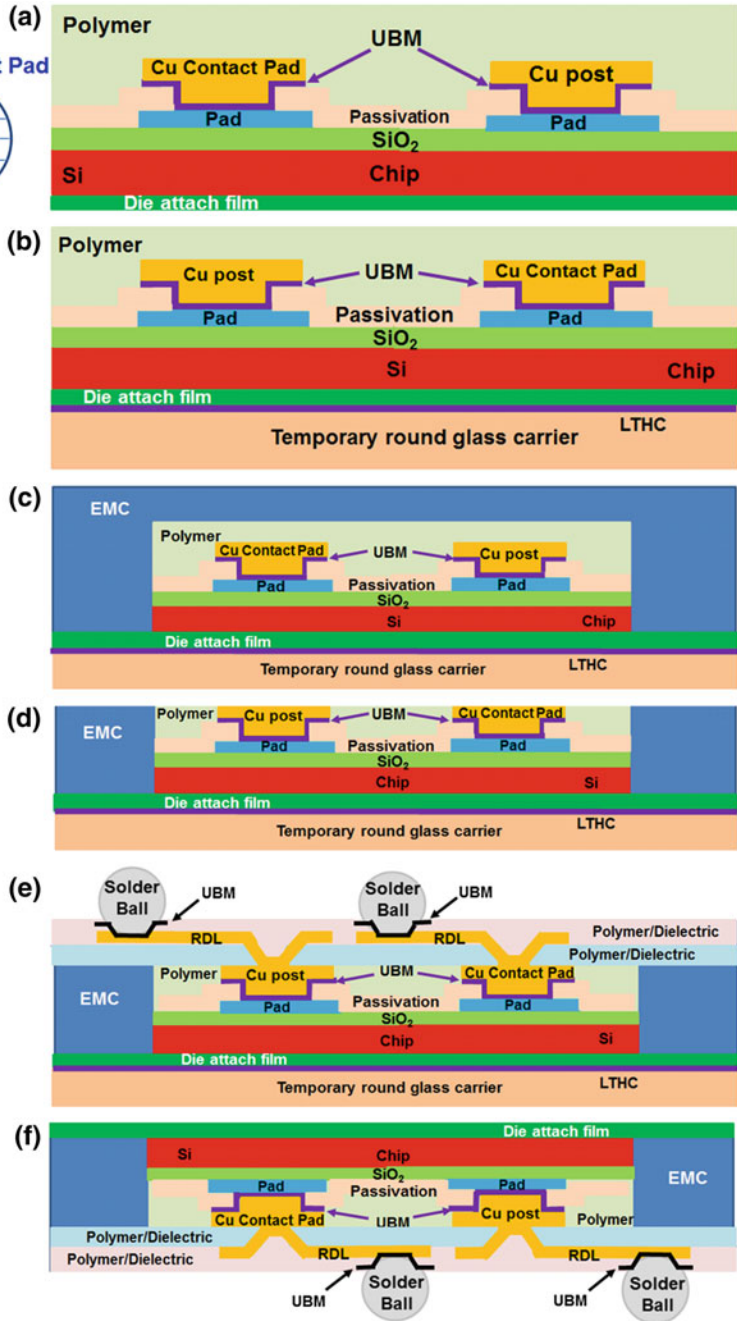 (a)
Polymer
UBM
Cu Contact Pad
Cu post
t Pad
Passivation
Pad
Pad
SiO₂
Si
Chip
Die attach film
(b)
Polymer
Cu post
UBM
Cu Contact Pad
Pad
Passivation
Pad
SiO₂
Si
Chip
Die attach film
LTHC
Temporary round glass carrier
(c)
EMC
Polymer
Cu Contact Pad
UBM
Cu post
Pad
Passivation
Pad
SiO₂
Si
Chip
Die attach film
LTHC
Temporary round glass carrier
(d)
EMC
Polymer
Cu post
UBM
Cu Contact Pad
Pad
Passivation
Pad
SiO₂
Chip
Si
Die attach film
LTHC
Temporary round glass carrier
(e)
Solder
Ball
UBM
Solder
Ball
UBM
RDL
RDL
Polymer/Dielectric
Polymer/Dielectric
EMC
Polymer
Cu post
UBM
Cu Contact Pad
Pad
Passivation
Pad
SiO₂
Chip
Si
Die attach film
LTHC
Temporary round glass carrier
(f)
Die attach film
Si
Chip
SiO₂
EMC
Pad
Passivation
Pad
Cu Contact Pad
UBM
Cu post
Polymer
Polymer/Dielectric
Polymer/Dielectric
RDL
RDL
UBM
Solder
Ball
UBM
Solder
Ball